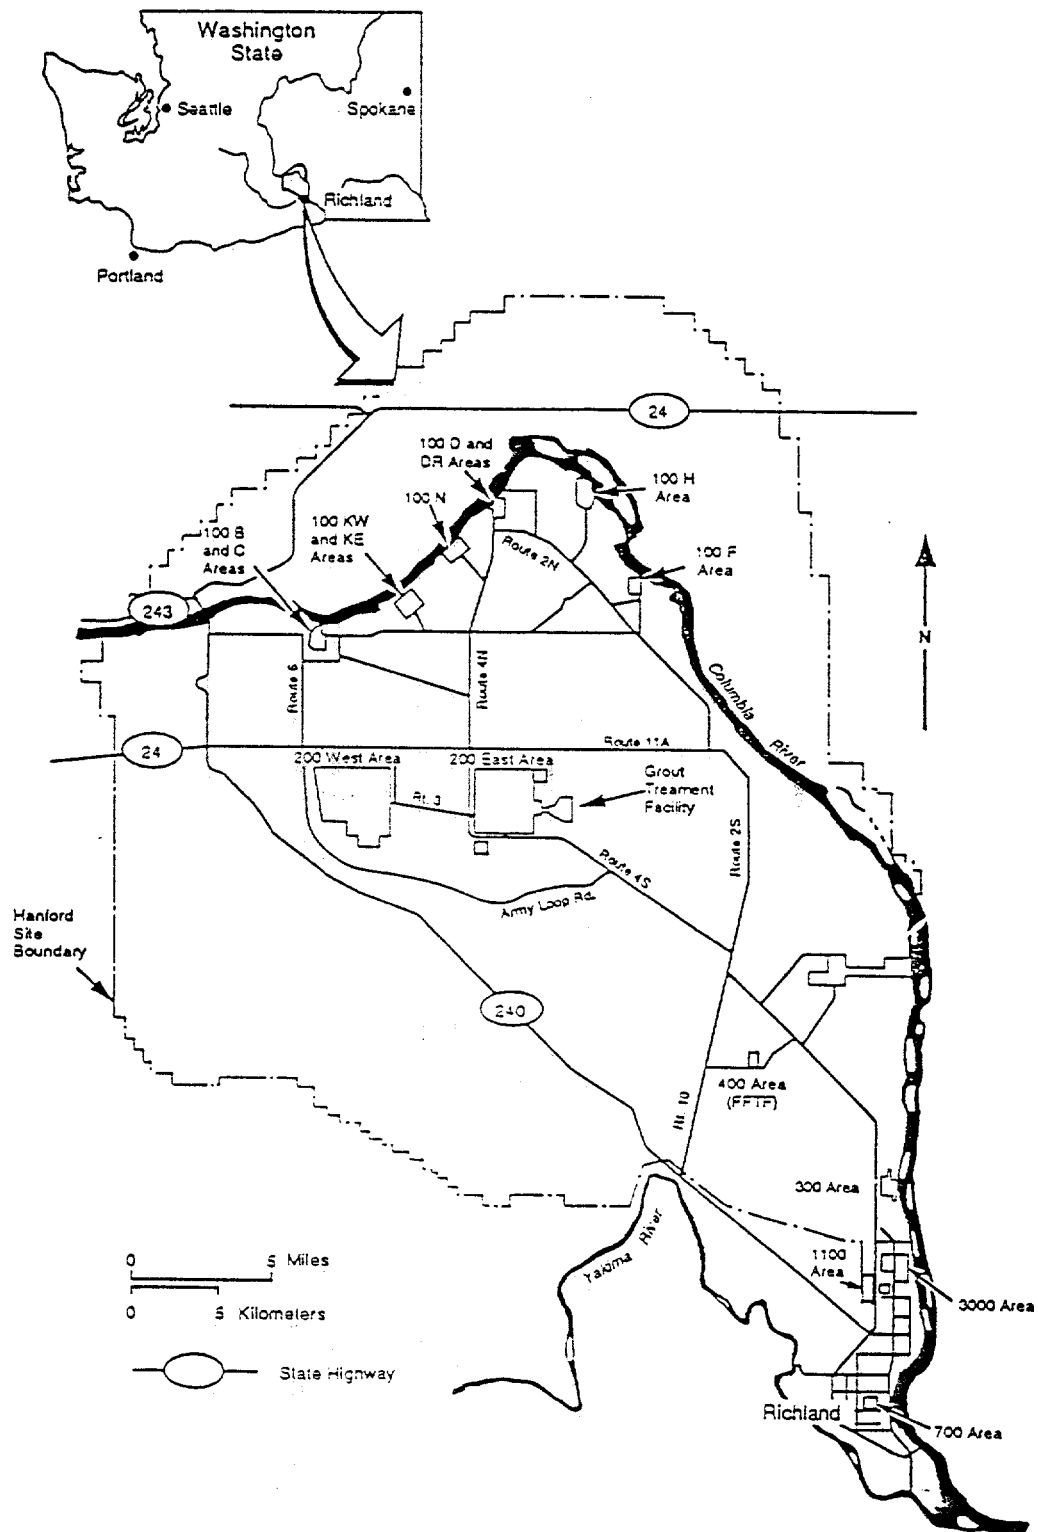 Washington
State
Seattle
Spokane
Richland
Portland
24
100 D and
DR Areas
100 H
Area
100 N
100 KW
and KE
Areas
100 B
and C
Areas
Route 2N
100 F
Area
243
N
Columbia
River
Route 6
Route 4N
24
Route 11A
200 West Area
200 East Area
Grout
Treament
Facility
Rt. 3
Route 2S
Route 4S
Army Loop Rd.
Hanford
Site
Boundary
240
400 Area
(FFTF)
Rt. 10
300 Area
Yakima River
1100
Area
3000 Area
0 5 Miles
0 5 Kilometers
State Highway
Richland
700 Area